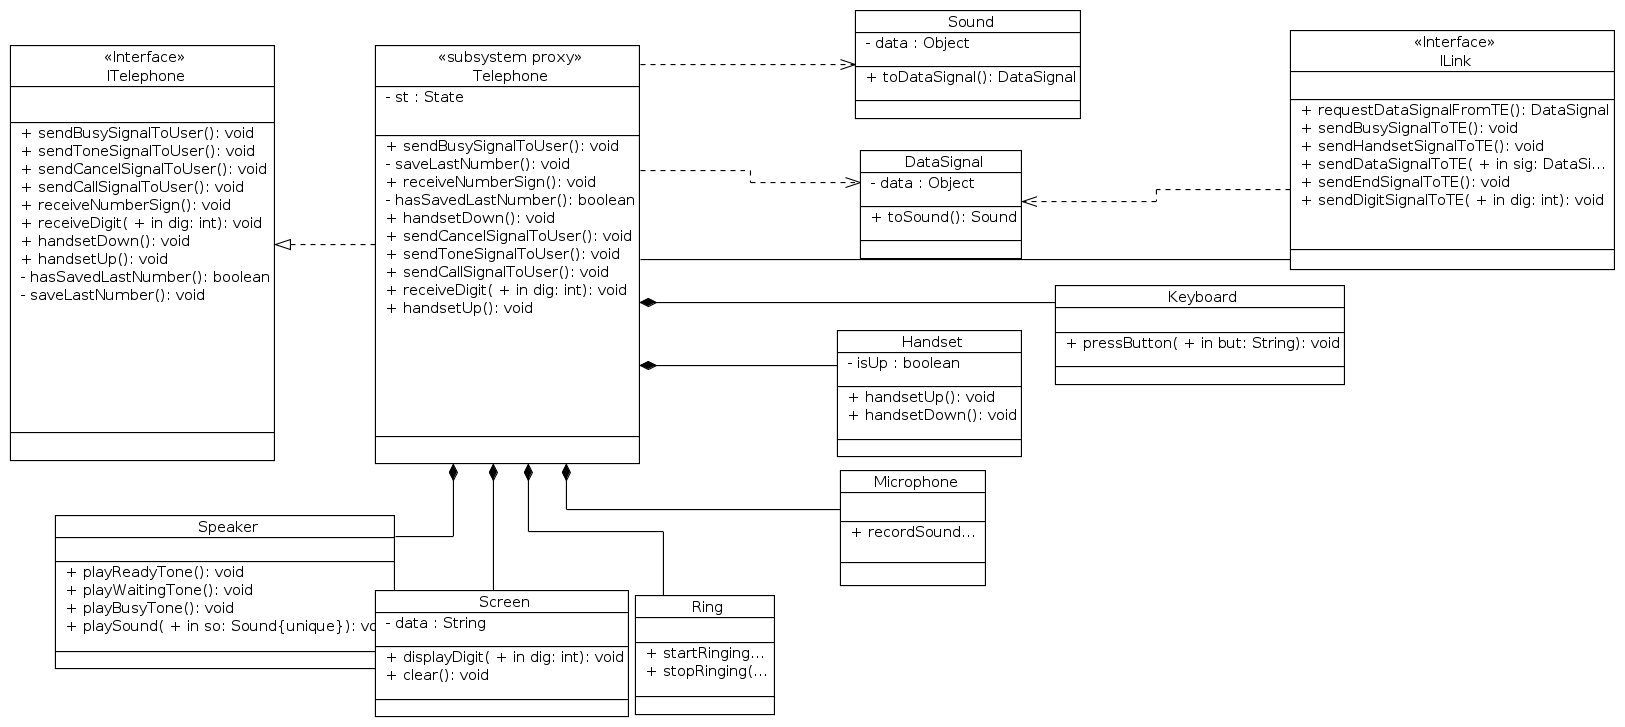 «Interface»
ITelephone
+ sendBusySignalToUser(): void
+ sendToneSignalToUser(): void
+ sendCancelSignalToUser(): void
+ sendCallSignalToUser(): void
+ receiveNumberSign(): void
+ receiveDigit( + in dig: int): void
+ handsetDown(): void
+ handsetUp(): void
- hasSavedLastNumber(): boolean
- saveLastNumber(): void
«subsystem proxy»
Telephone
- st : State
+ sendBusySignalToUser(): void
- saveLastNumber(): void
+ receiveNumberSign(): void
- hasSavedLastNumber(): boolean
+ handsetDown(): void
+ sendCancelSignalToUser(): void
+ sendToneSignalToUser(): void
+ sendCallSignalToUser(): void
+ receiveDigit( + in dig: int): void
+ handsetUp(): void
Sound
- data : Object
+ toDataSignal(): DataSignal
DataSignal
- data : Object
+ toSound(): Sound
«Interface»
ILink
+ requestDataSignalFromTE(): DataSignal
+ sendBusySignalToTE(): void
+ sendHandsetSignalToTE(): void
+ sendDataSignalToTE( + in sig: DataSi...
+ sendEndSignalToTE(): void
+ sendDigitSignalToTE( + in dig: int): void
Keyboard
+ pressButton( + in but: String): void
Handset
- isUp : boolean
+ handsetUp(): void
+ handsetDown(): void
Microphone
+ recordSound...
Speaker
+ playReadyTone(): void
+ playWaitingTone(): void
+ playBusyTone(): void
+ playSound( + in so: Sound{unique}): vo
Screen
- data : String
+ displayDigit( + in dig: int): void
+ clear(): void
Ring
+ startRinging...
+ stopRinging(...